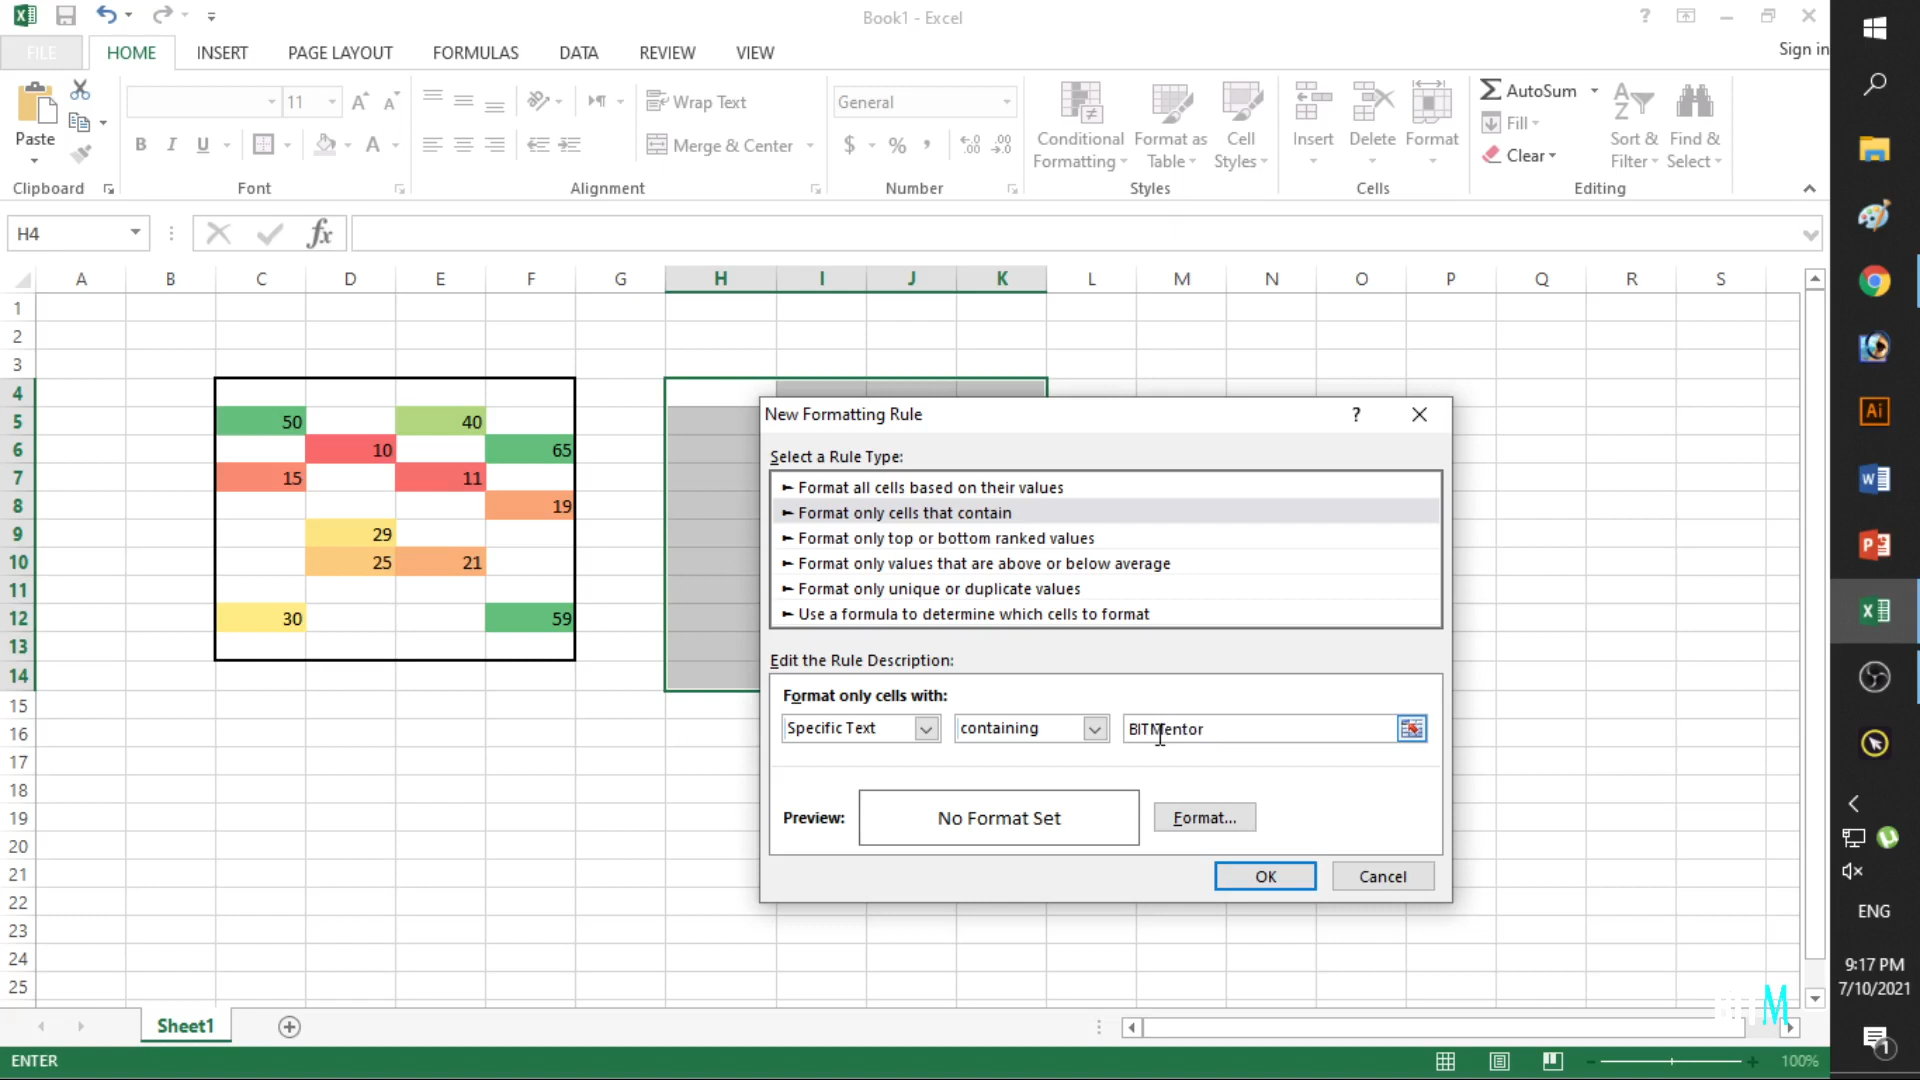 Book1 - Excel
?
FILE
HOME
INSERT
PAGE LAYOUT
FORMULAS
DATA
REVIEW
VIEW
Sign in
Paste
11
A A
B I U
A
Wrap Text
Merge & Center
General
$ % ,
Conditional Formatting
Format as Table
Cell Styles
Insert
Delete
Format
AutoSum
Fill
Clear
Sort & Filter
Find & Select
Clipboard
Font
Alignment
Number
Styles
Cells
Editing
H4
fx
A B C D E F G H I J K L M N O P Q R S
1
2
3
4
5 50 40
6 10 65
7 15 11
8 19
9 29
10 25 21
11
12 30 59
13
14
15
16
17
18
19
20
21
22
23
24
25
New Formatting Rule
?
Select a Rule Type:
► Format all cells based on their values
► Format only cells that contain
► Format only top or bottom ranked values
► Format only values that are above or below average
► Format only unique or duplicate values
► Use a formula to determine which cells to format
Edit the Rule Description:
Format only cells with:
Specific Text containing BITMentor
Preview: No Format Set Format...
OK Cancel
Sheet1
ENTER
100%
Ai
ENG
9:17 PM
7/10/2021
1
BITM